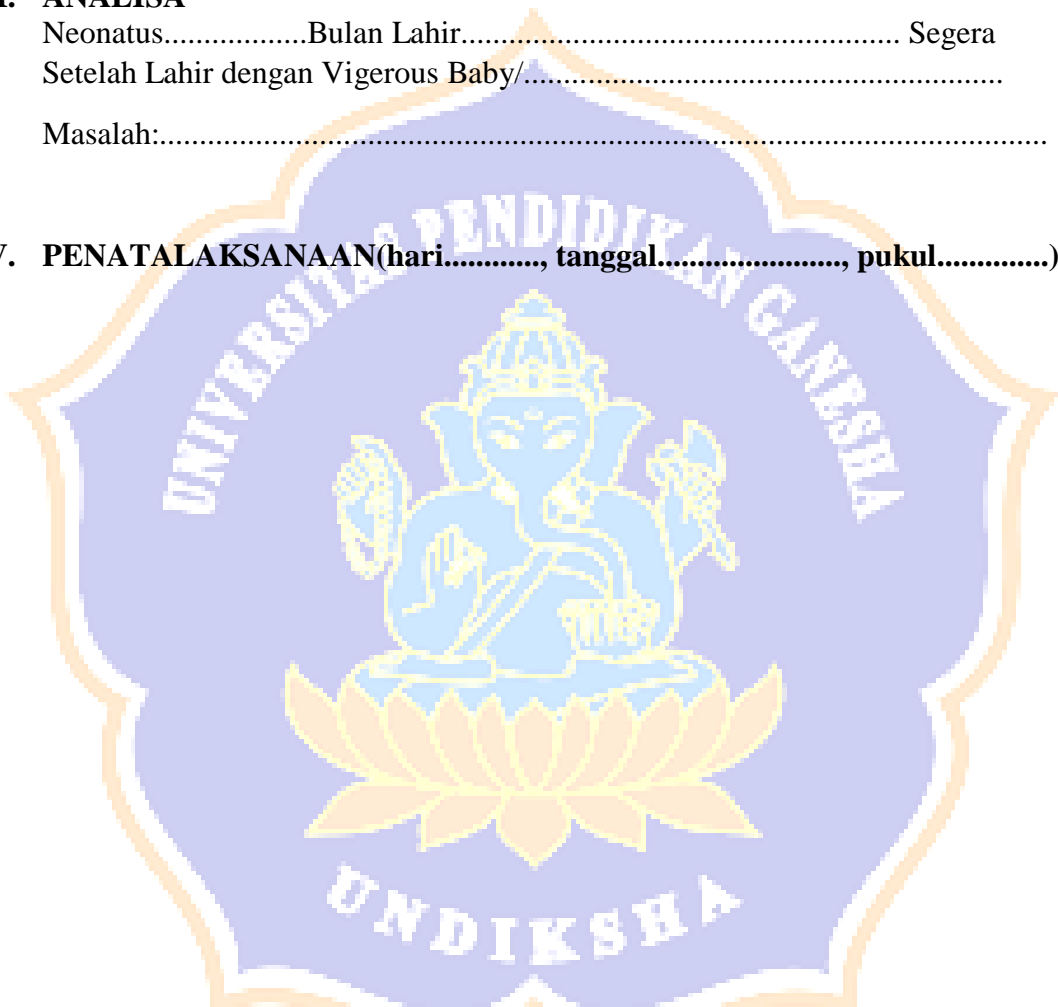 ANALISA
Neonatus..................Bulan Lahir....................................................... Segera
Setelah Lahir dengan Vigerous Baby/............................................................
Masalah:...............................................................................................................
V. PENATALAKSANAAN(hari............, tanggal......................., pukul..............)
UNIVERSITAS PENDIDIKAN GANESHA
UNDIKSHA